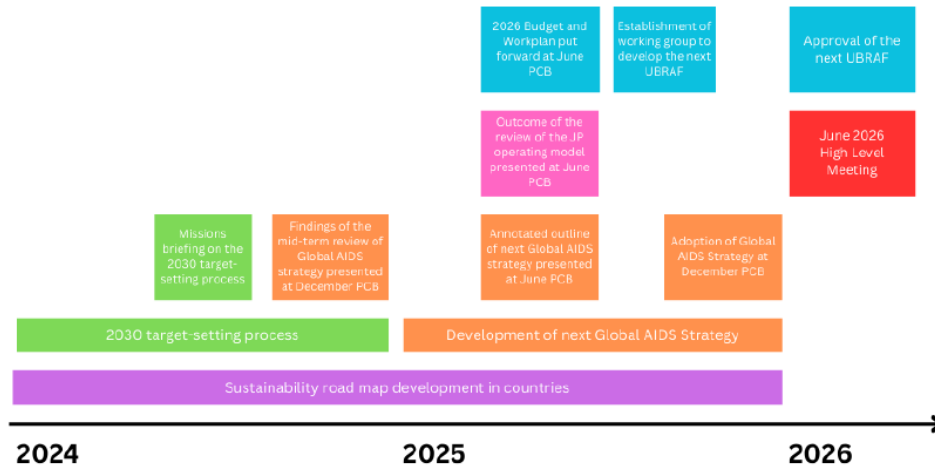 2026 Budget and
Workplan put
forward at June
PCB
Establishment of
working group to
develop the next
UBRAF
Approval of the
next UBRAF
Outcome of the
review of the JP
operating model
presented at June
PCB
June 2026
High Level
Meeting
Missions
briefing on the
2030 target-
setting process
Findings of the
mid-term review of
Global AIDS
strategy presented
at December PCB
Annotated outline
of next Global AIDS
strategy presented
at June PCB
Adoption of Global
AIDS Strategy at
December PCB
2030 target-setting process
Development of next Global AIDS Strategy
Sustainability road map development in countries
2024
2025
2026